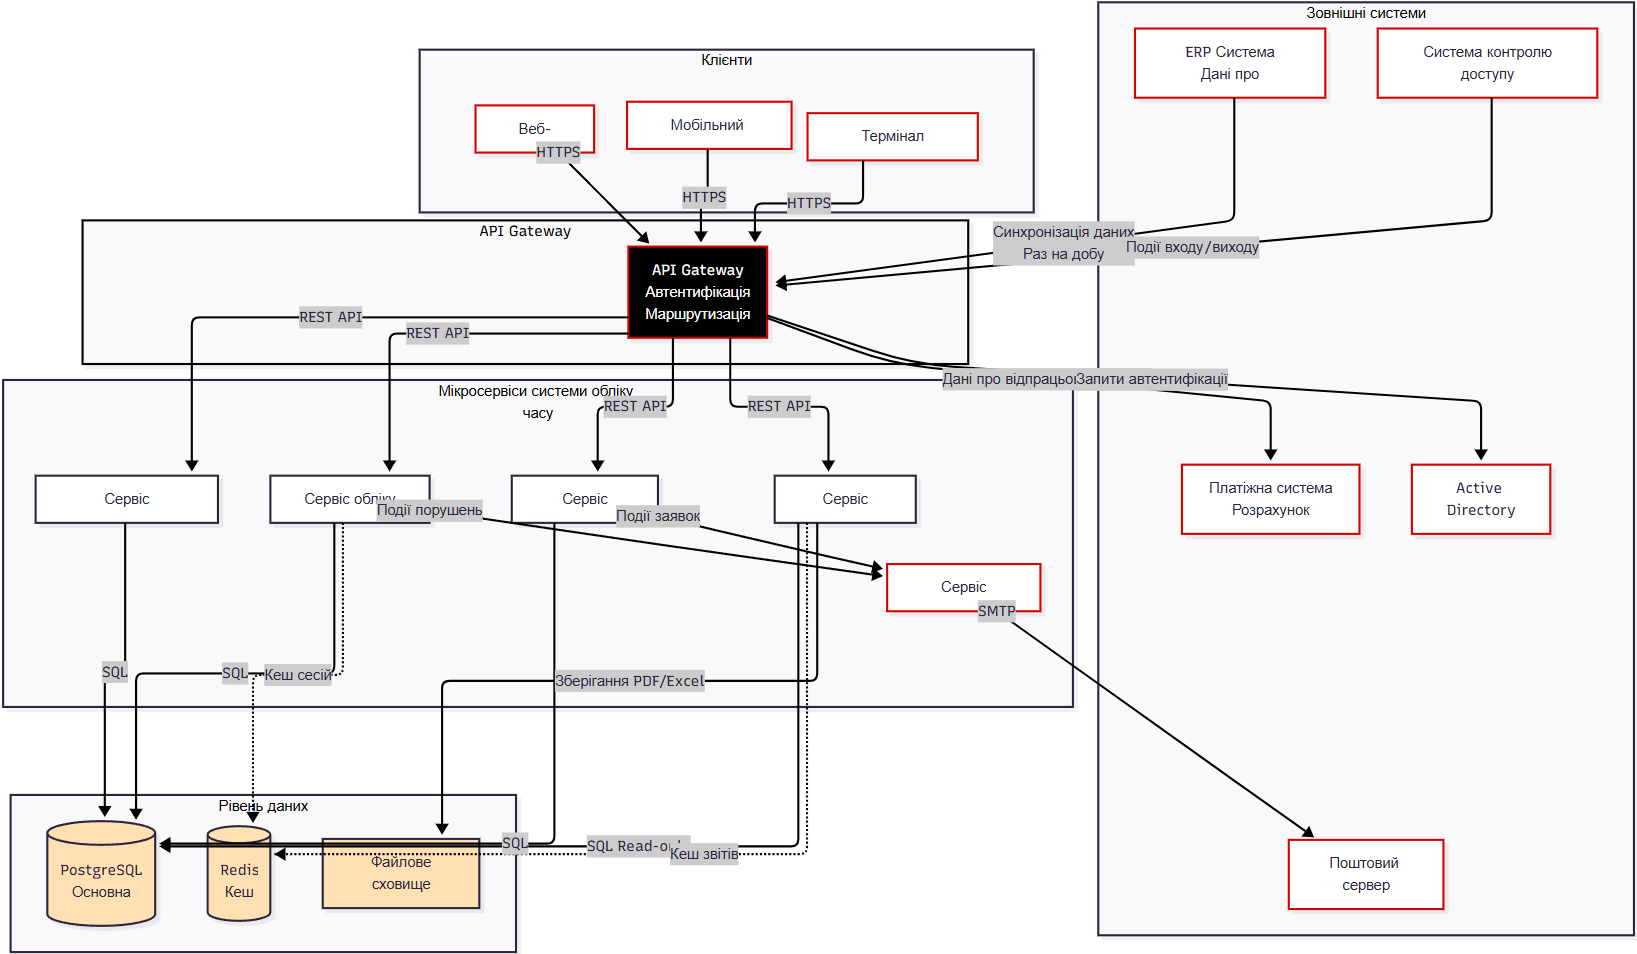 Зовнішні системи
ERP Система
Дані про
Система контролю
доступу
Клієнти
Веб-
Мобільний
Термінал
HTTPS
HTTPS
HTTPS
API Gateway
Синхронізація даних
Раз на добу
Події входу/виходу
API Gateway
Автентифікація
Маршрутизація
REST API
REST API
Дані про
Запити автентифікації
Мікросервіси системи обліку
часу
REST API
REST API
Сервіс
Сервіс обліку
Сервіс
Сервіс
Події порушень
Події заявок
Платіжна система
Розрахунок
Active
Directory
Сервіс
SMTP
SQL
SQL
Кеш сесій
Зберігання PDF/Excel
Рівень даних
PostgreSQL
Основна
Redis
Кеш
Файлове
сховище
SQL
SQL
Кеш звітів
Поштовий
сервер